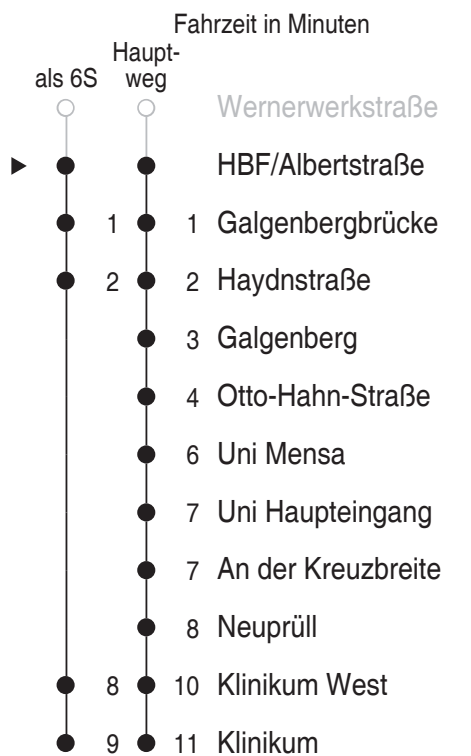 Fahrzeit in Minuten
Haupt-
als 6S weg
Wernerwerkstraße
HBF/Albertstraße
1 1 Galgenbergbrücke
2 2 Haydnstraße
3 Galgenberg
4 Otto-Hahn-Straße
6 Uni Mensa
7 Uni Haupteingang
7 An der Kreuzbreite
8 Neuprüll
8 10 Klinikum West
9 11 Klinikum